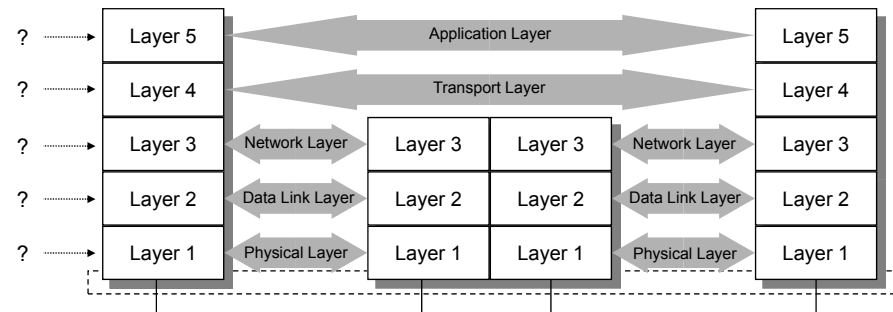 ? Layer 5 Application Layer Layer 5
? Layer 4 Transport Layer Layer 4
? Layer 3 Network Layer Layer 3 Layer 3 Network Layer Layer 3
? Layer 2 Data Link Layer Layer 2 Layer 2 Data Link Layer Layer 2
? Layer 1 Physical Layer Layer 1 Layer 1 Physical Layer Layer 1